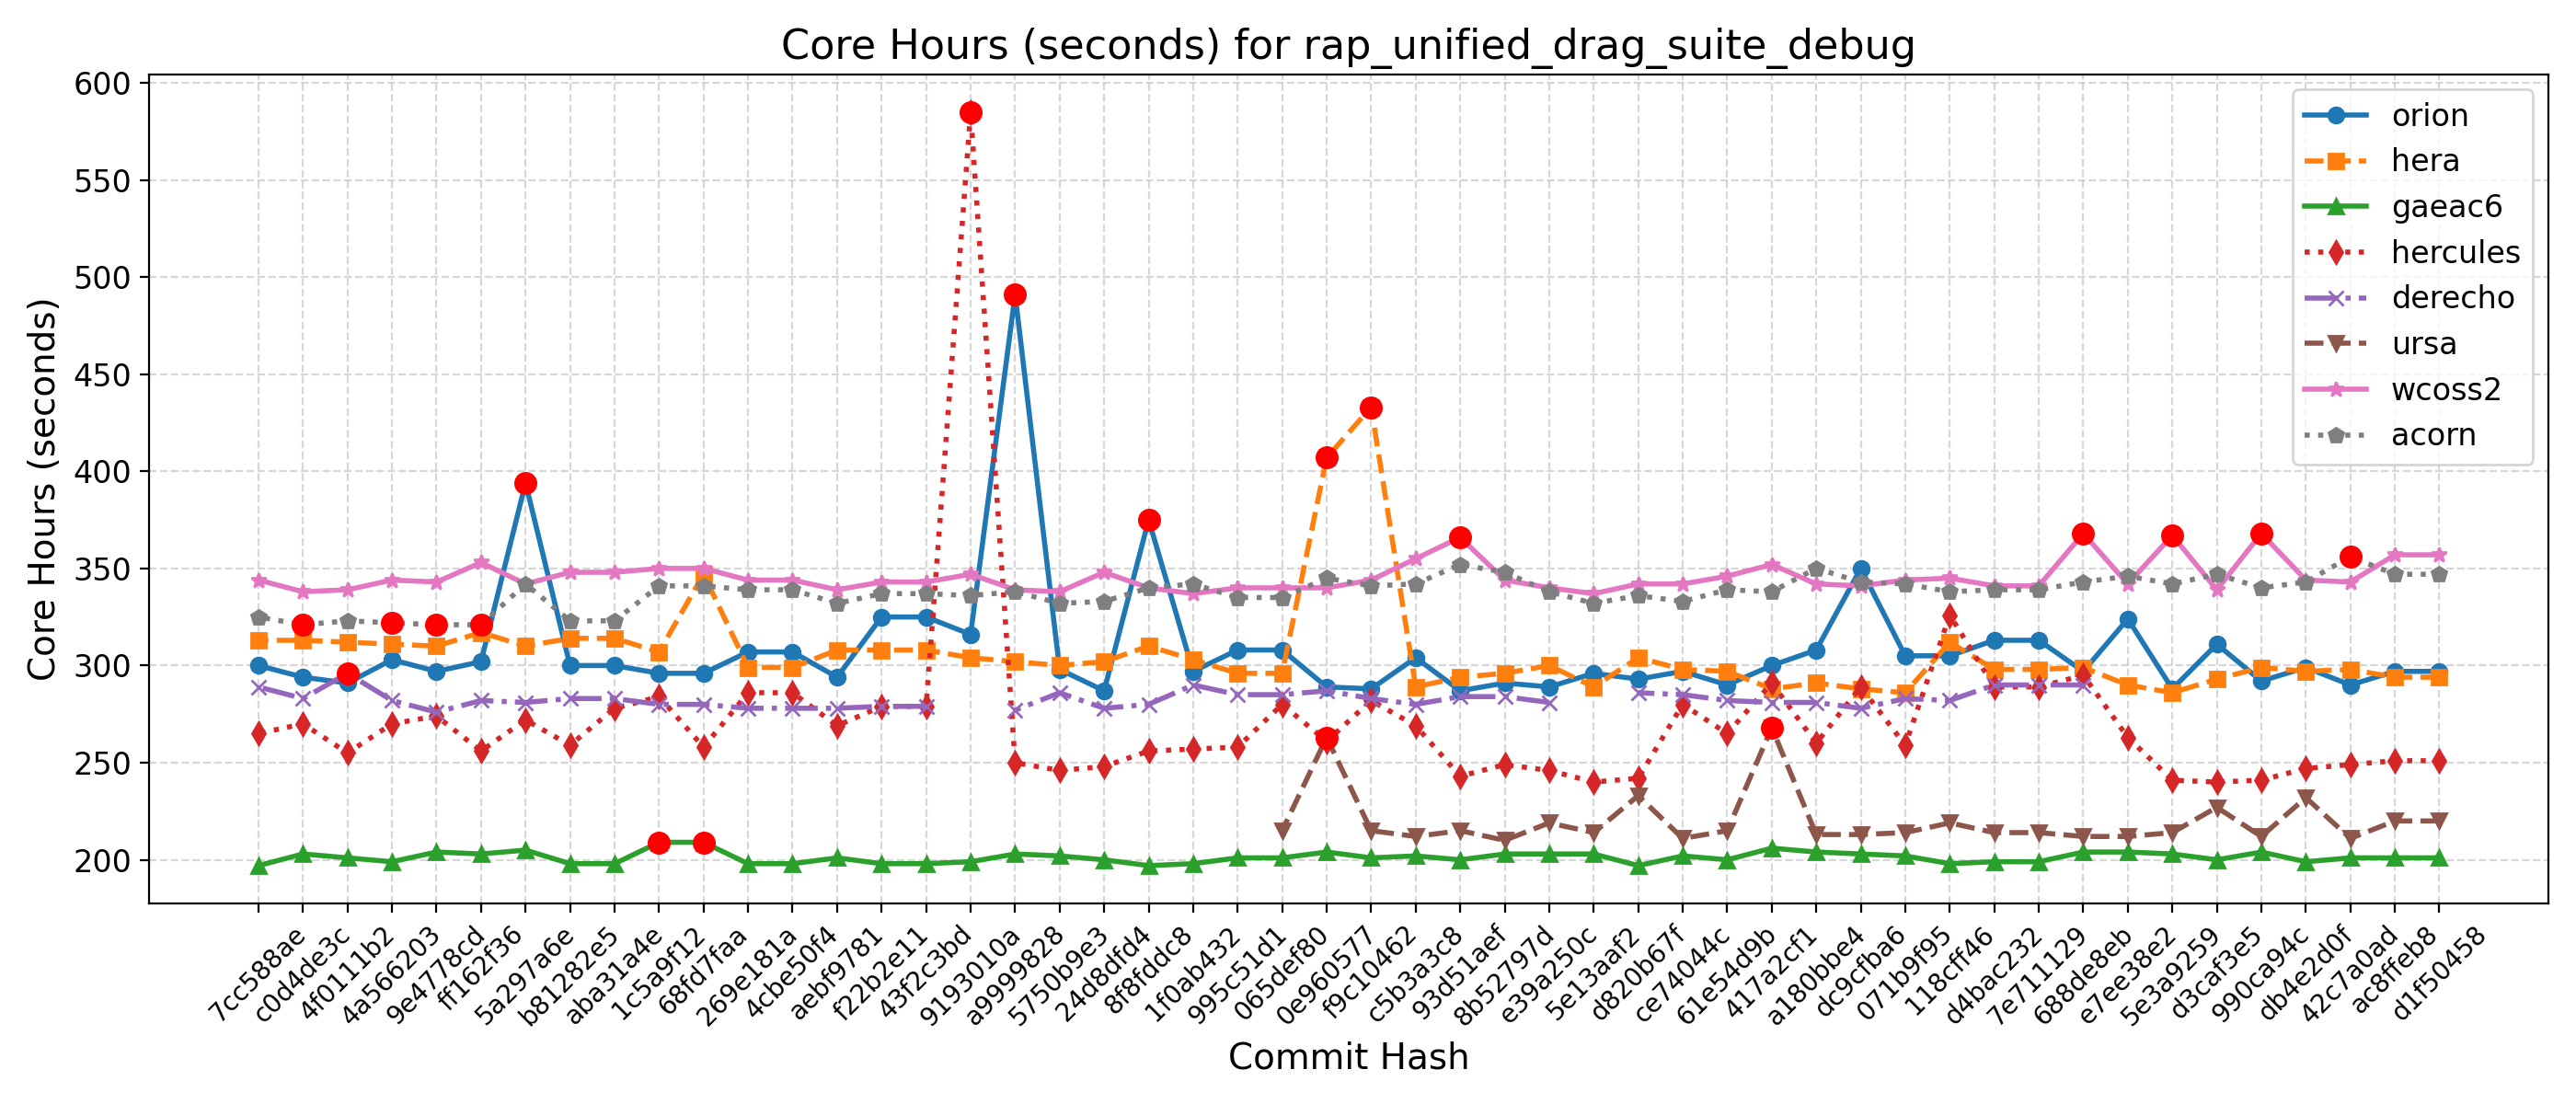 Core Hours (seconds) for rap_unified_drag_suite_debug
Core Hours (seconds)
600
550
500
450
400
350
300
250
200
orion
hera
gaeac6
hercules
derecho
ursa
wcoss2
acorn
7cc588ae
c0d4de3c
4f0111b2
4a566203
9e4778cd
ff162f36
5a297a6e
b81282e5
aba31a4e
1c5a9f12
68fd7faa
269e181a
4cbe50f4
aebf9781
f22b2e11
43f2c3bd
9193010a
a9999828
5750b9e3
24d8dfd4
8f8fddc8
1f0ab432
995c51d1
065def80
0e960577
f9c10462
c5b3a3c8
93d51aef
8b52797d
e39a250c
5e13aaf2
d820b67f
ce74044c
61e54d9b
417a2cf1
a180bbe4
dc9cfba6
071b9f95
118cff46
d4bac232
7e711129
688de8eb
e7ee38e2
5e3a9259
d3caf3e5
990ca94c
db4e2d0f
42c7a0ad
ac8ffeb8
d1f50458
Commit Hash